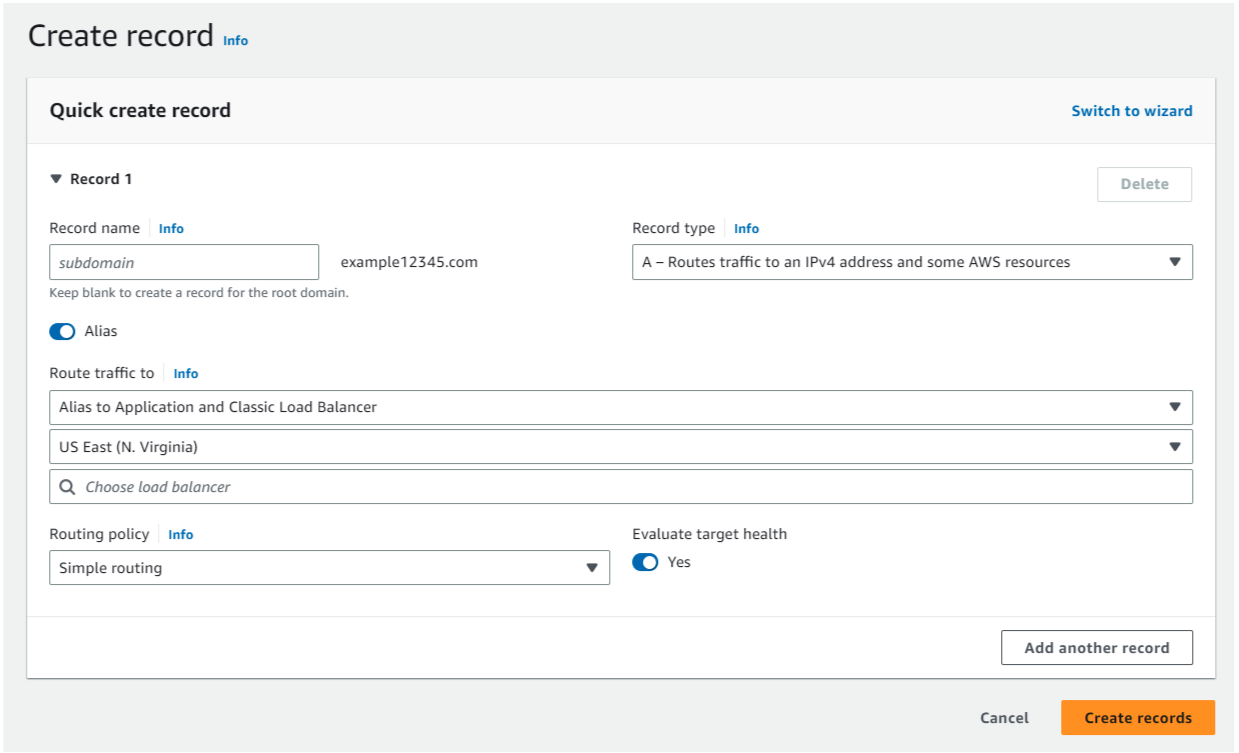 Create record Info
Quick create record
Switch to wizard
Record 1
Delete
Record name Info
Record type Info
subdomain
example12345.com
A – Routes traffic to an IPv4 address and some AWS resources
Keep blank to create a record for the root domain.
Alias
Route traffic to Info
Alias to Application and Classic Load Balancer
US East (N. Virginia)
Choose load balancer
Routing policy Info
Evaluate target health
Simple routing
Yes
Add another record
Cancel
Create records